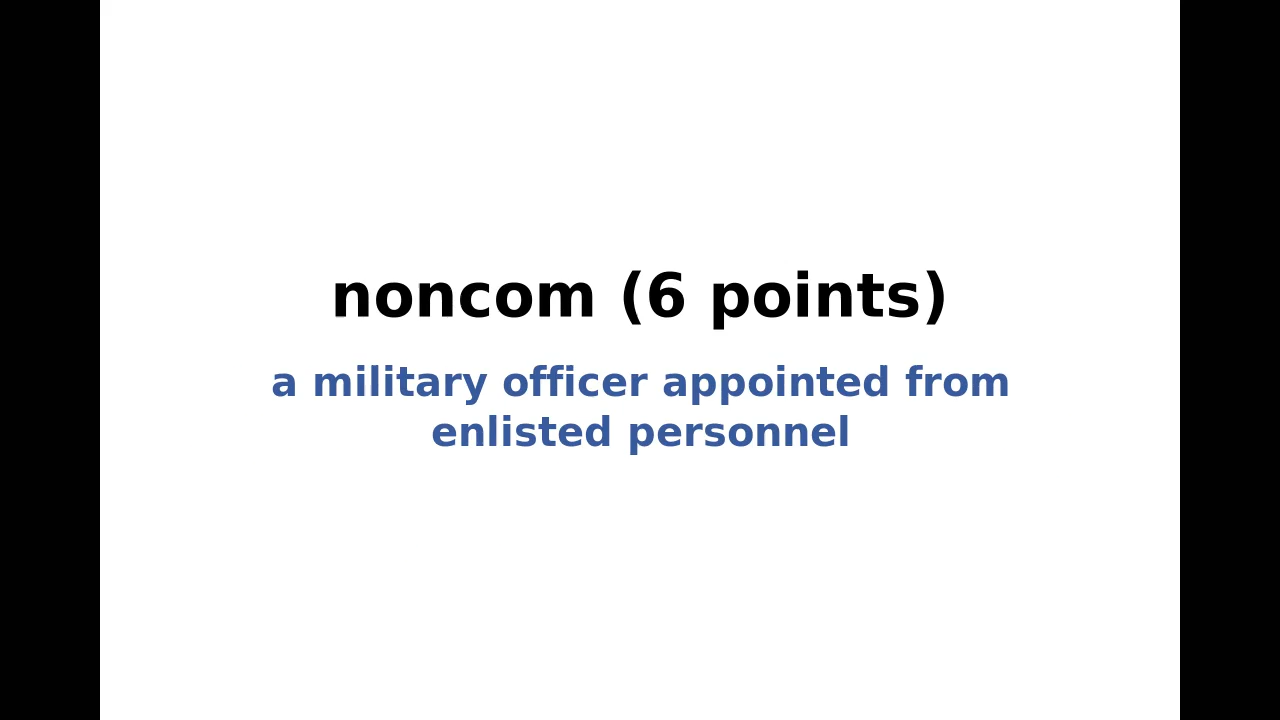 noncom (6 points)
a military officer appointed from
enlisted personnel